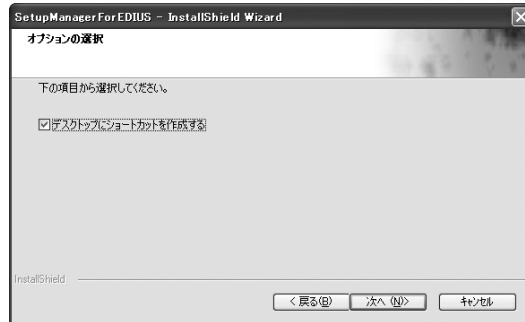 SetupManagerForEDIUS - InstallShield Wizard
オプションの選択
下の項目から選択してください。
デスクトップにショートカットを作成する
InstallShield
< 戻る(B) 次へ (N)> キャンセル